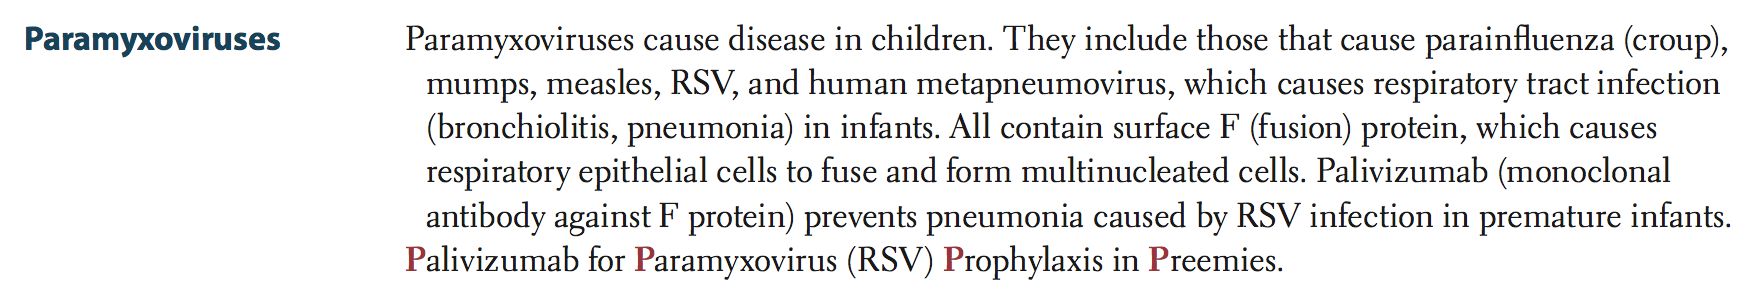 Paramyxoviruses
Paramyxoviruses cause disease in children. They include those that cause parainfluenza (croup),
mumps, measles, RSV, and human metapneumovirus, which causes respiratory tract infection
(bronchiolitis, pneumonia) in infants. All contain surface F (fusion) protein, which causes
respiratory epithelial cells to fuse and form multinucleated cells. Palivizumab (monoclonal
antibody against F protein) prevents pneumonia caused by RSV infection in premature infants.
Palivizumab for Paramyxovirus (RSV) Prophylaxis in Preemies.